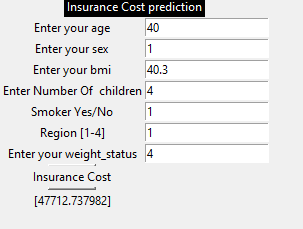 Insurance Cost prediction
Enter your age 40
Enter your sex 1
Enter your bmi 40.3
Enter Number Of children 4
Smoker Yes/No 1
Region [1-4] 1
Enter your weight_status 4
Insurance Cost
[47712.737982]